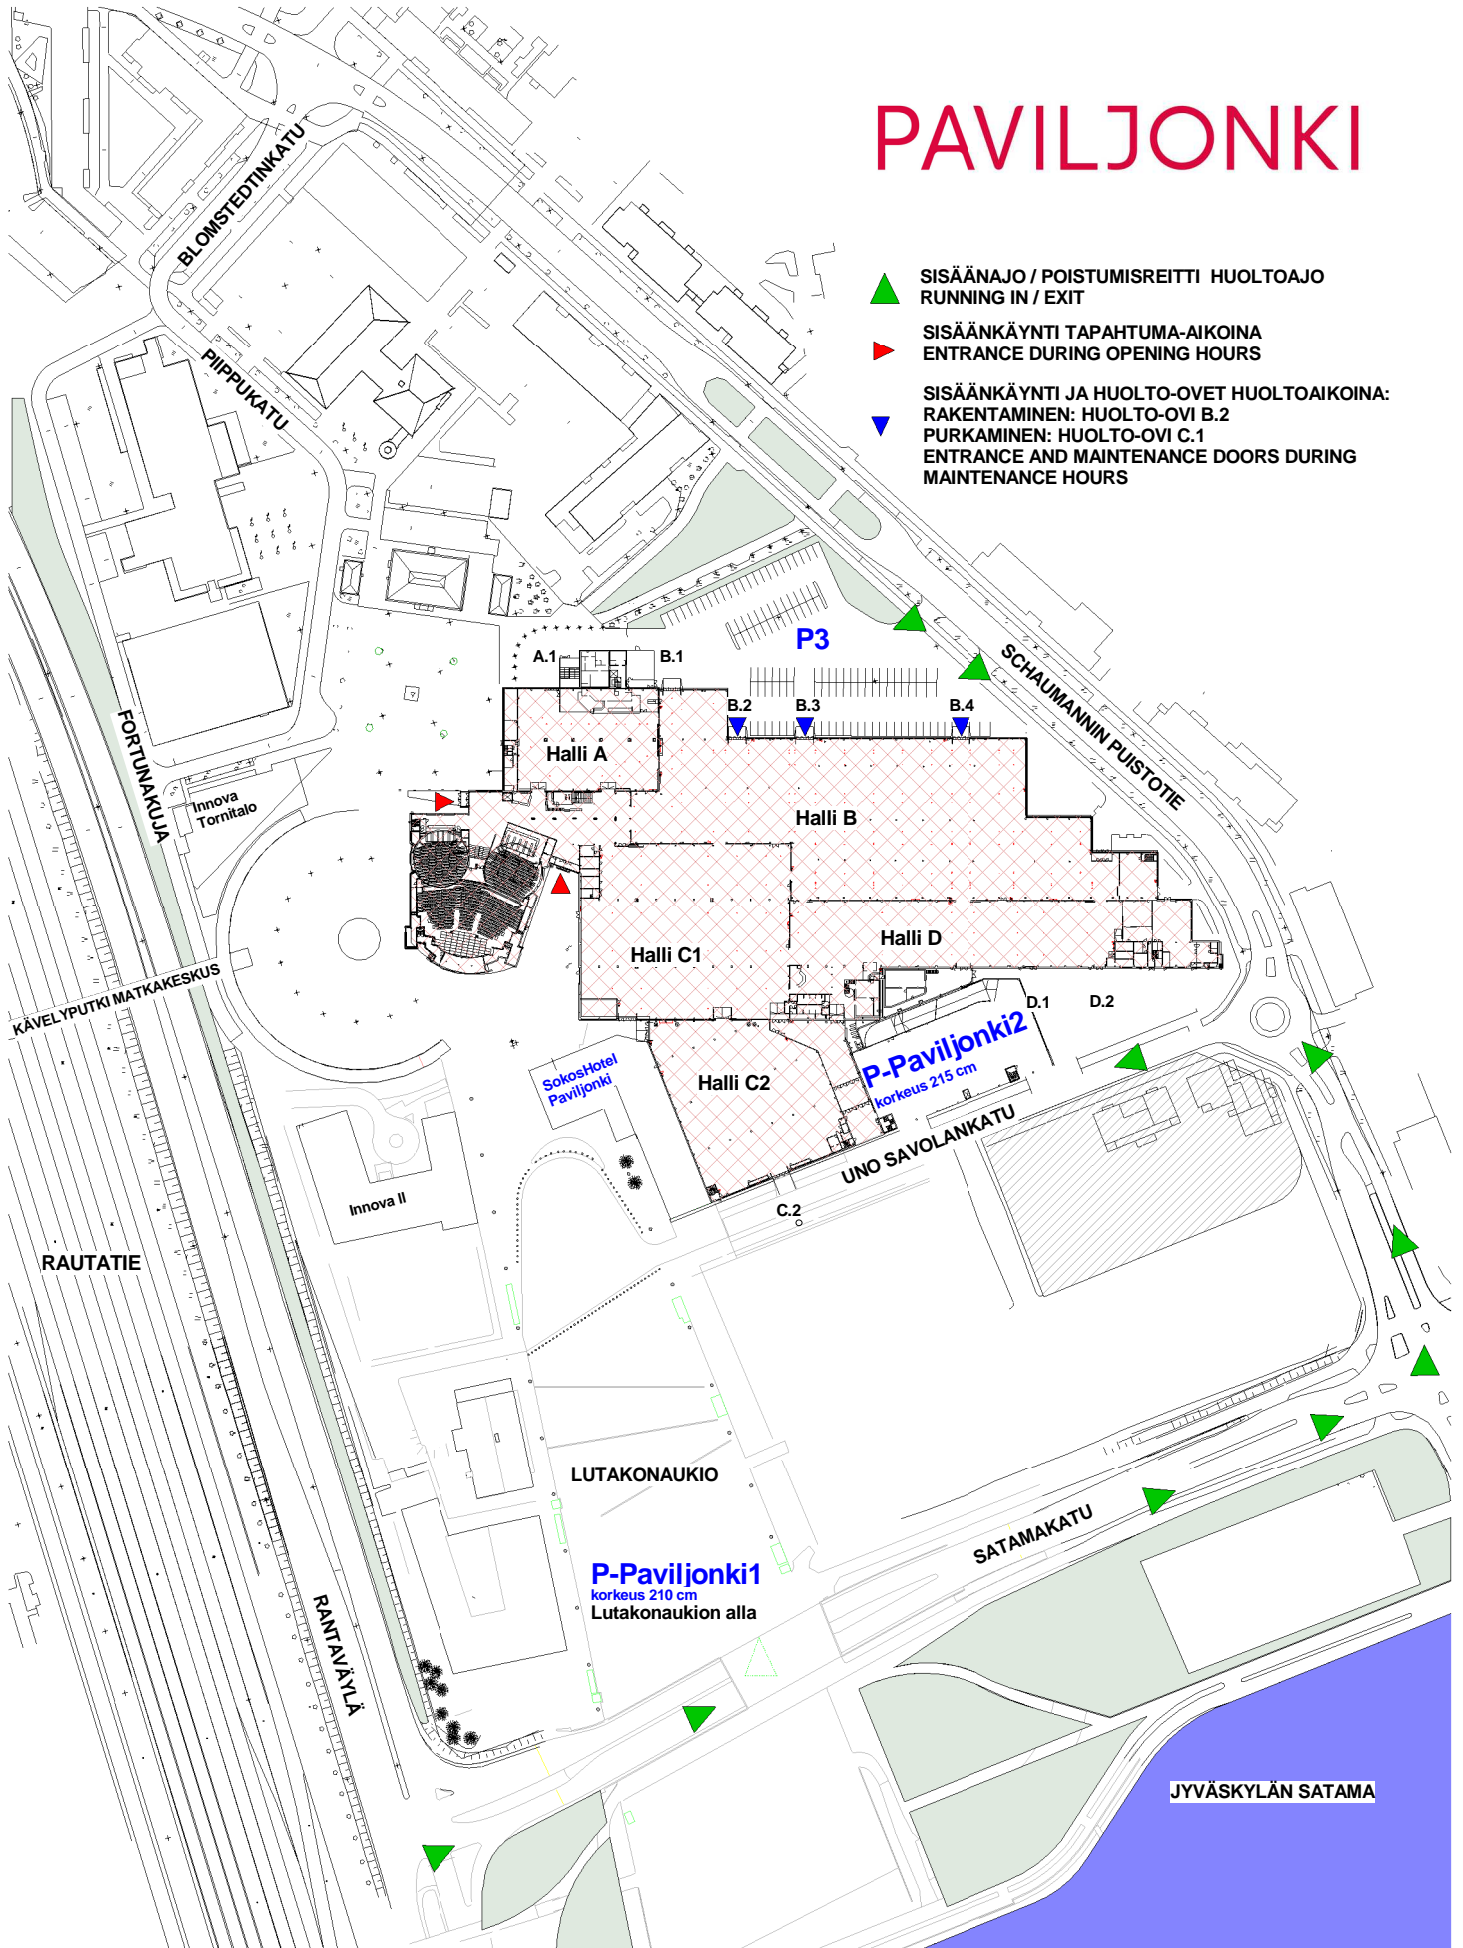 PAVILJONKI
SISÄÄNAJO / POISTUMISREITTI HUOLTOAJO
RUNNING IN / EXIT
SISÄÄNKÄYNTI TAPAHTUMA-AIKOINA
ENTRANCE DURING OPENING HOURS
SISÄÄNKÄYNTI JA HUOLTO-OVET HUOLTOAIKOINA:
RAKENTAMINEN: HUOLTO-OVI B.2
PURKAMINEN: HUOLTO-OVI C.1
ENTRANCE AND MAINTENANCE DOORS DURING
MAINTENANCE HOURS
BLOMSTEDTINKATU
PIIPPUKATU
P3
SCHAUMANNIN PUISTOTIE
A.1
B.1
B.2
B.3
B.4
FORTUNAKUJA
Halli A
Innova
Tornitalo
Halli B
Halli D
Halli C1
KÄVELYPUTKI MATKAKESKUS
D.1
D.2
P-Paviljonki2
korkeus 215 cm
SokosHotel
Paviljonki
Halli C2
UNO SAVOLANKATU
Innova II
C.2
RAUTATIE
LUTAKONAUKIO
SATAMAKATU
P-Paviljonki1
korkeus 210 cm
Lutakonaukion alla
RANTAVÄYLÄ
JYVÄSKYLÄN SATAMA